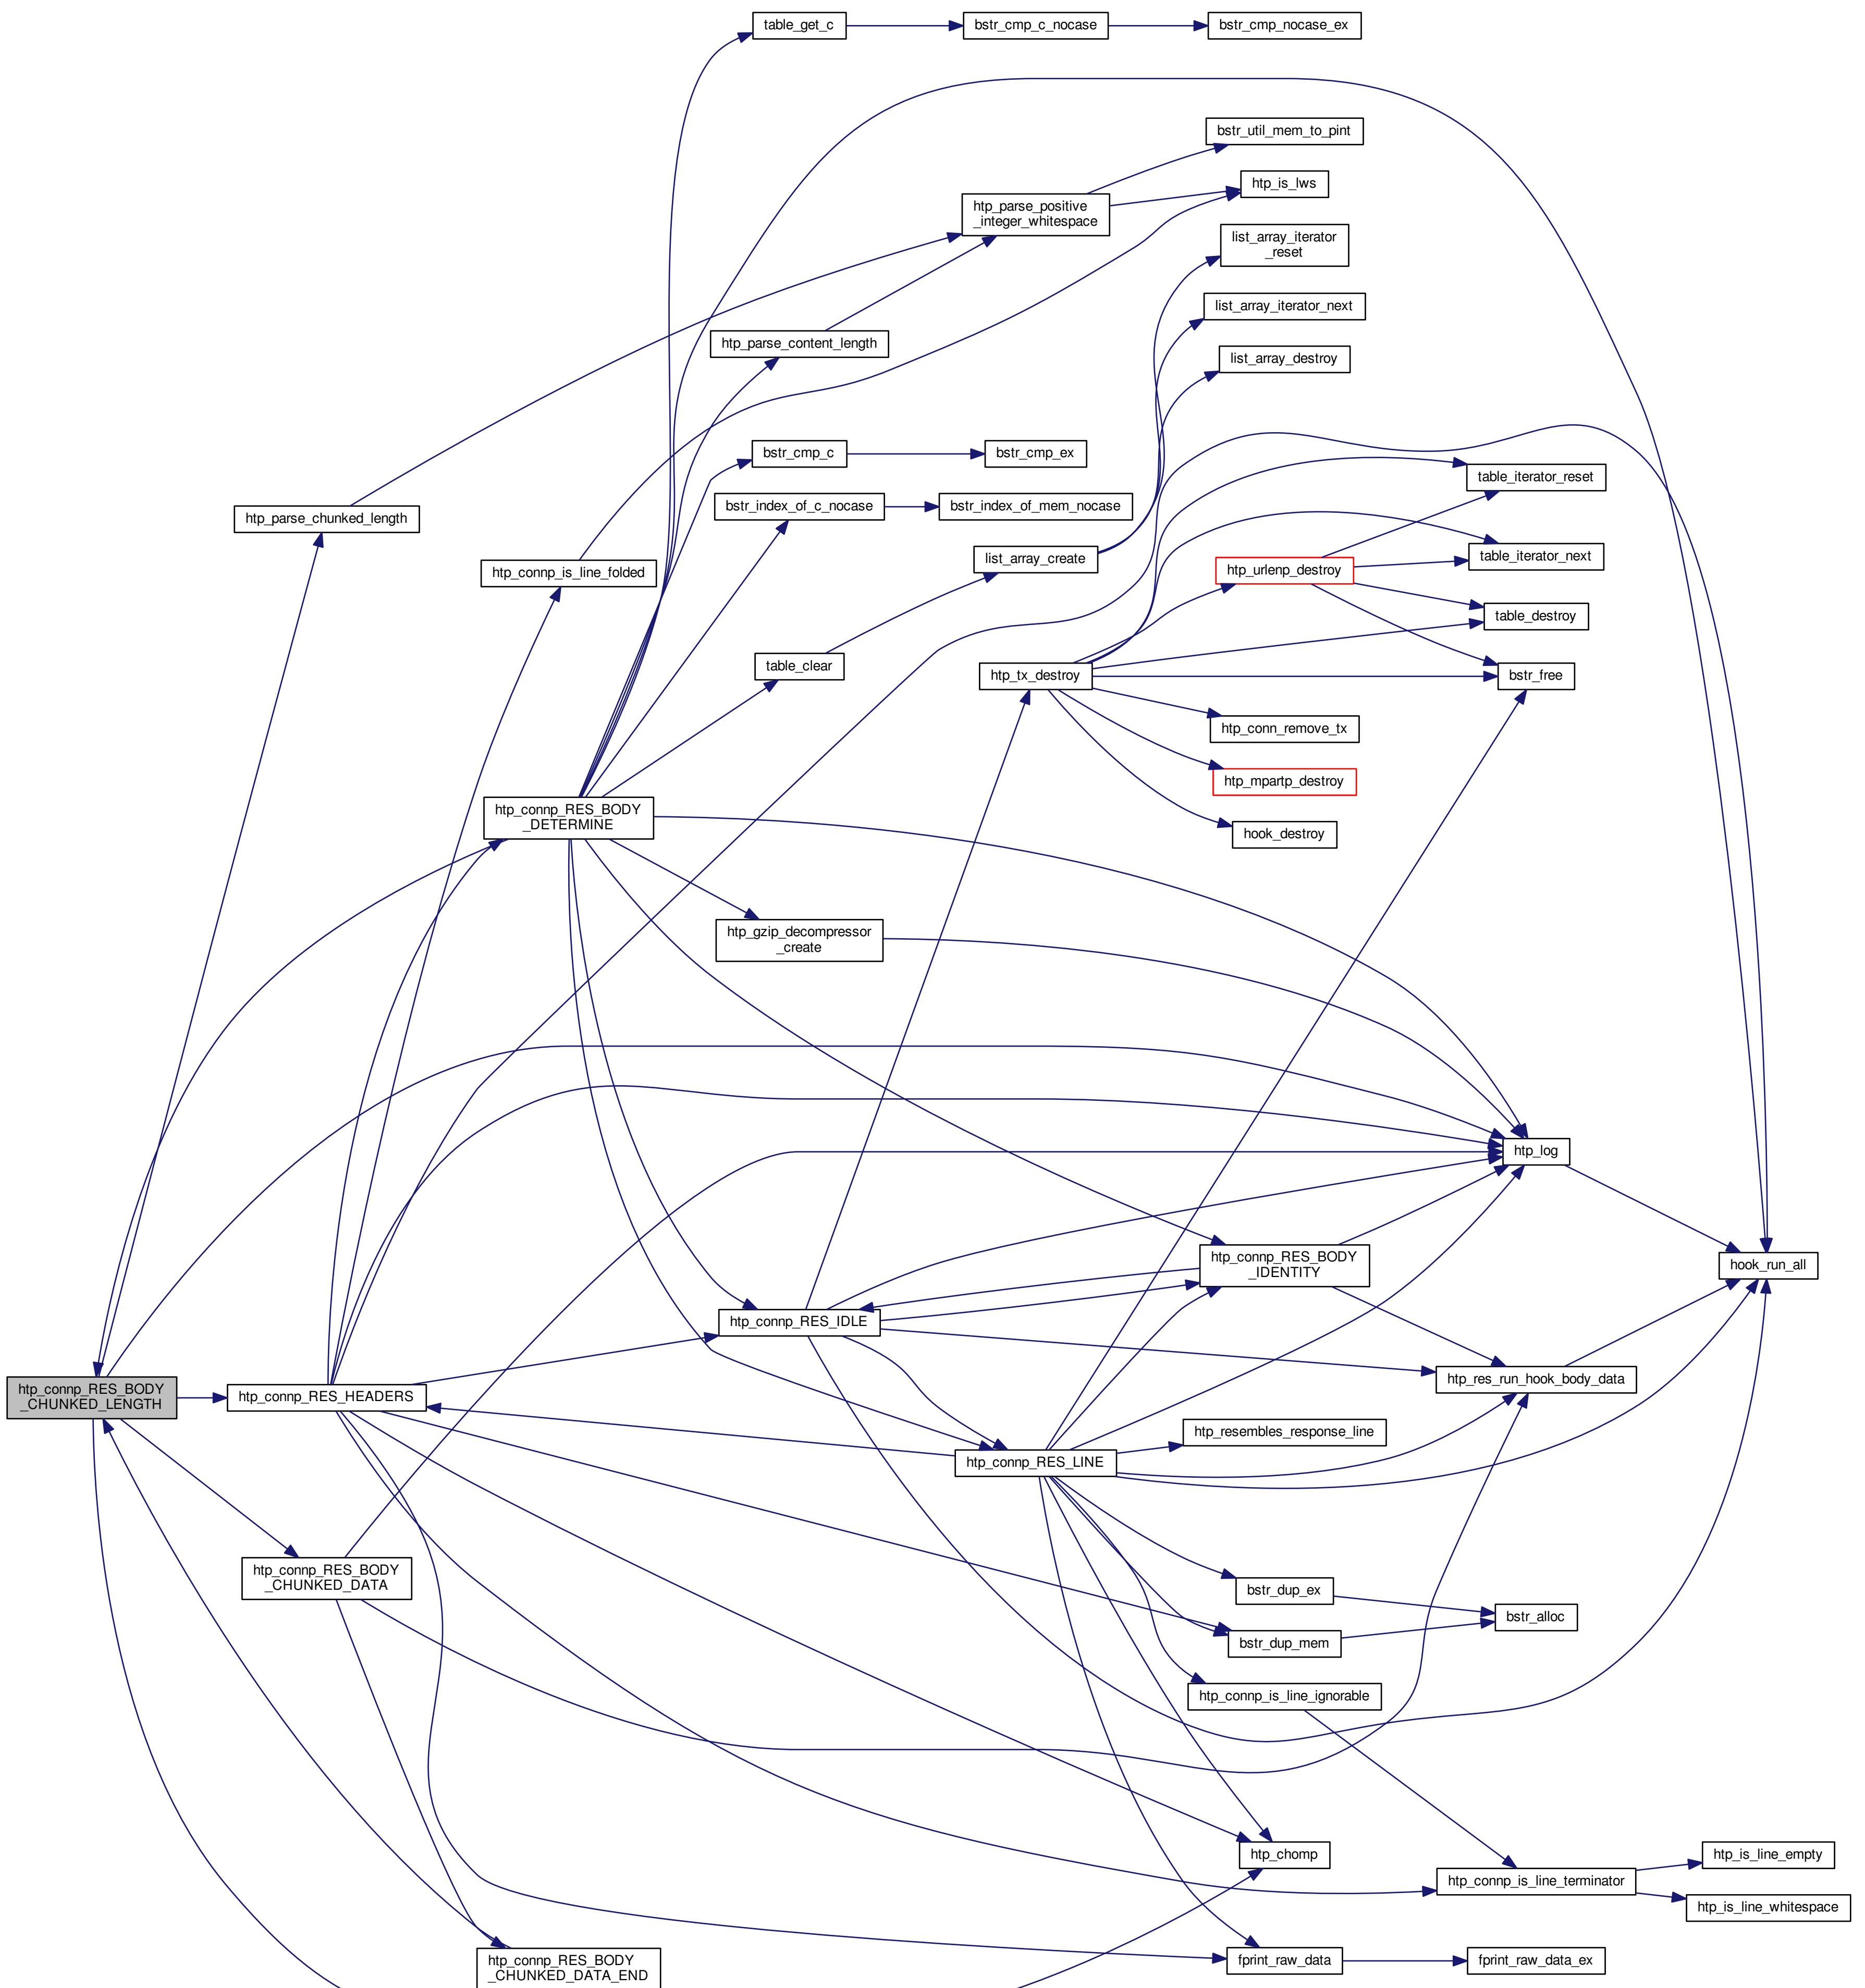 table_get_c
bstr_cmp_c_nocase
bstr_cmp_nocase_ex
bstr_util_mem_to_pint
htp_is_lws
htp_parse_positive
_integer_whitespace
list_array_iterator
_reset
list_array_iterator_next
htp_parse_content_length
list_array_destroy
bstr_cmp_c
bstr_cmp_ex
table_iterator_reset
bstr_index_of_c_nocase
bstr_index_of_mem_nocase
htp_parse_chunked_length
table_iterator_next
list_array_create
htp_connp_is_line_folded
htp_urlenp_destroy
table_destroy
table_clear
htp_tx_destroy
bstr_free
htp_conn_remove_tx
htp_mpartp_destroy
htp_connp_RES_BODY
_DETERMINE
hook_destroy
htp_gzip_decompressor
_create
htp_log
htp_connp_RES_BODY
_IDENTITY
hook_run_all
htp_connp_RES_IDLE
htp_res_run_hook_body_data
htp_connp_RES_BODY
_CHUNKED_LENGTH
htp_connp_RES_HEADERS
htp_resembles_response_line
htp_connp_RES_LINE
htp_connp_RES_BODY
_CHUNKED_DATA
bstr_dup_ex
bstr_alloc
bstr_dup_mem
htp_connp_is_line_ignorable
htp_chomp
htp_is_line_empty
htp_connp_is_line_terminator
htp_is_line_whitespace
htp_connp_RES_BODY
_CHUNKED_DATA_END
fprint_raw_data
fprint_raw_data_ex